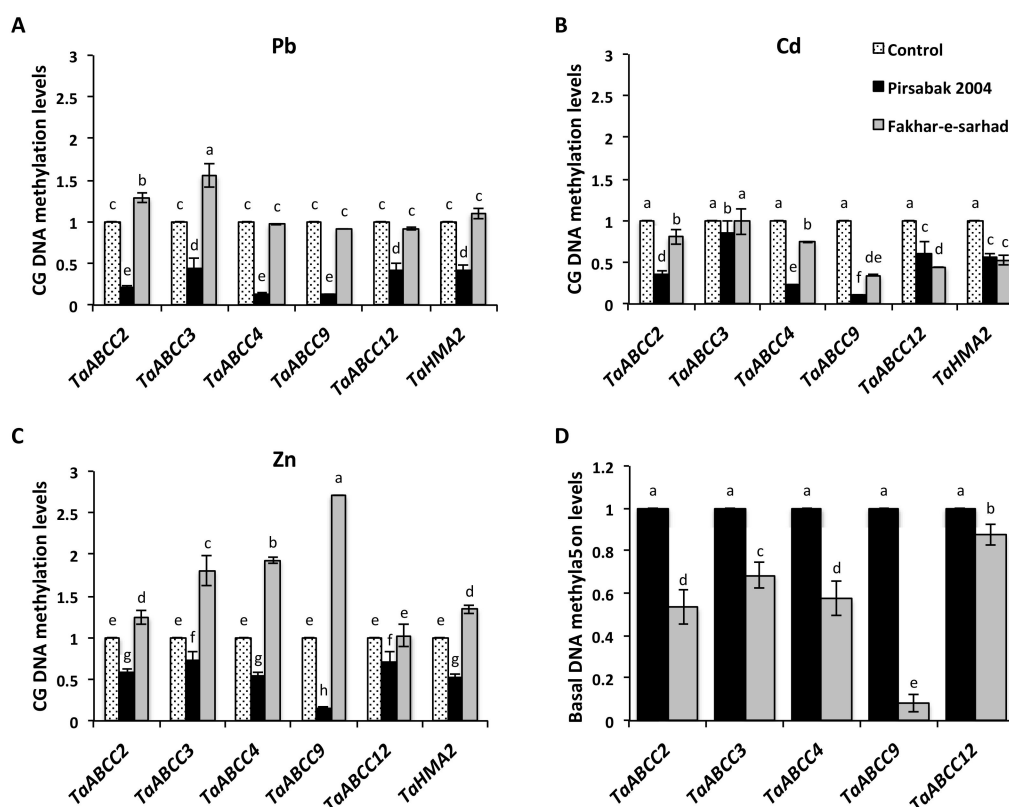 A
Pb
CG DNA methylation levels
3
2.5
2
1.5
1
0.5
0
c e b
c d a
c e c
c e c
c d c
c d c
TaABCC2 TaABCC3 TaABCC4 TaABCC9 TaABCC12 TaHMA2
B
Cd
Control
Pirsabak 2004
Fakhar-e-sarhad
CG DNA methylation levels
3
2.5
2
1.5
1
0.5
0
a d b
a b a
a e b
a f de
a c d
a c c
TaABCC2 TaABCC3 TaABCC4 TaABCC9 TaABCC12 TaHMA2
C
Zn
CG DNA methylation levels
3
2.5
2
1.5
1
0.5
0
e g d
e f c
e g b
e h a
e f e
e g d
TaABCC2 TaABCC3 TaABCC4 TaABCC9 TaABCC12 TaHMA2
D
Basal DNA methyla5on levels
1.2
1
0.8
0.6
0.4
0.2
0
a d
a c
a d
a e
a b
TaABCC2 TaABCC3 TaABCC4 TaABCC9 TaABCC12